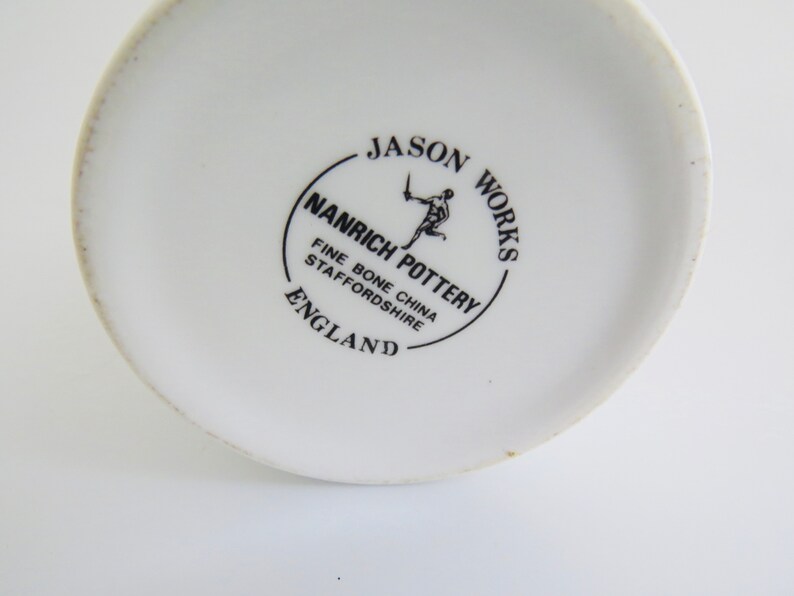 JASON WORKS
NANRICH POTTERY
FINE BONE CHINA
STAFFORDSHIRE
ENGLAND